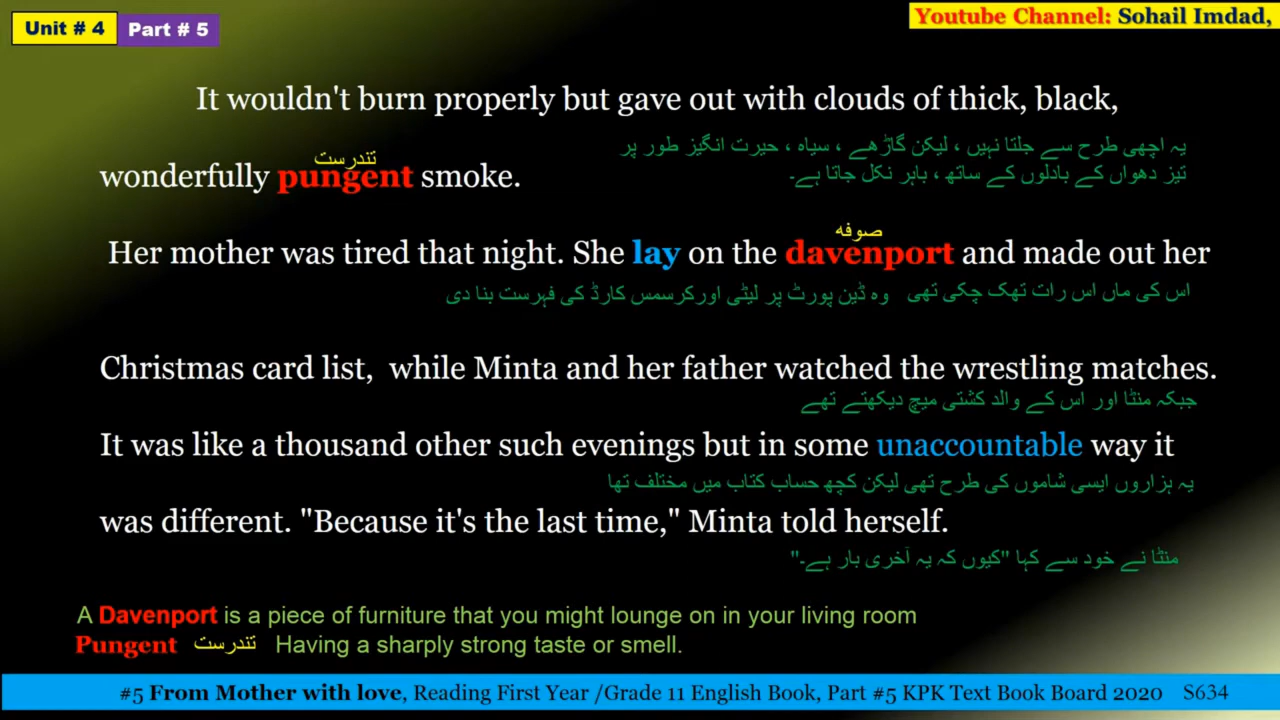 Unit # 4
Part # 5
Youtube Channel: Sohail Imdad,
It wouldn't burn properly but gave out with clouds of thick, black,
یہ اچھی طرح سے جلتا نہیں ، لیکن گاڑھے ، سیاہ ، حیرت انگیز طور پر
تندرست
wonderfully pungent smoke.
تیز دھواں کے بادلوں کے ساتھ ، باہر نکل جاتا ہے۔
صوفہ
Her mother was tired that night. She lay on the davenport and made out her
اس کی ماں اس رات تھک چکی تھی وہ ڈین پورٹ پر لیٹی اورکرسمس کارڈ کی فہرست بنا دی
Christmas card list, while Minta and her father watched the wrestling matches.
جبکہ منٹا اور اس کے والد کشتی میچ دیکھتے تھے
It was like a thousand other such evenings but in some unaccountable way it
یہ ہزاروں ایسی شاموں کی طرح تھی لیکن کچھ حساب کتاب میں مختلف تھا
was different. "Because it's the last time," Minta told herself.
منٹا نے خود سے کہا "کیوں کہ یہ آخری بار ہے۔"
A Davenport is a piece of furniture that you might lounge on in your living room
Pungent تندرست Having a sharply strong taste or smell.
#5 From Mother with love, Reading First Year /Grade 11 English Book, Part #5 KPK Text Book Board 2020 S634